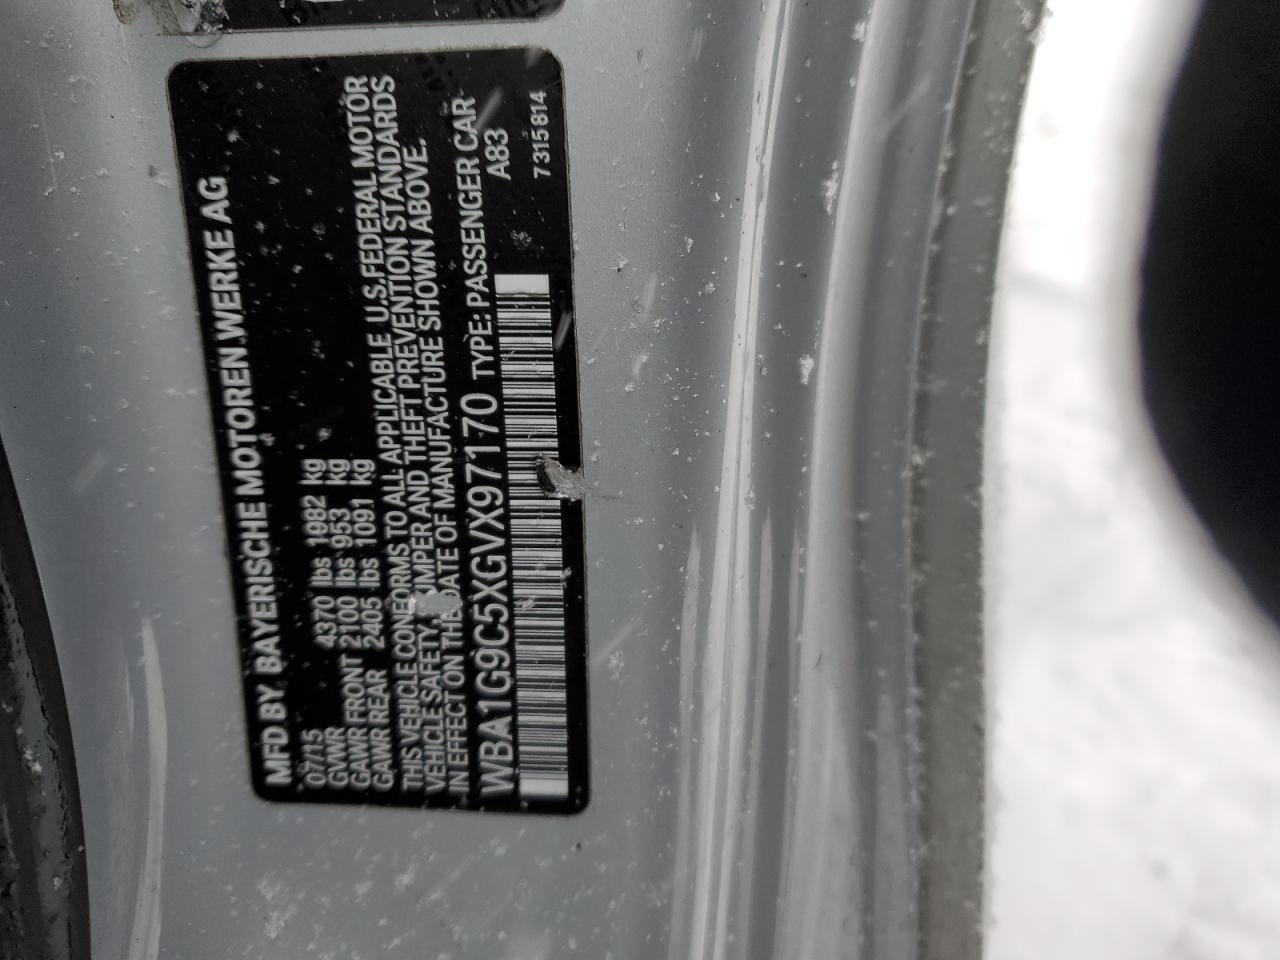 MFD BY BAYERISCHE MOTOREN WERKE AG
07/15
GVWR 4370 lbs 1982 kg
GAWR FRONT 2100 lbs 953 kg
GAWR REAR 2405 lbs 1091 kg
THIS VEHICLE CONFORMS TO ALL APPLICABLE U.S. FEDERAL MOTOR
VEHICLE SAFETY, BUMPER AND THEFT PREVENTION STANDARDS
IN EFFECT ON THE DATE OF MANUFACTURE SHOWN ABOVE.
WBA1G9C5XGVX97170 TYPE: PASSENGER CAR
A83
7315814